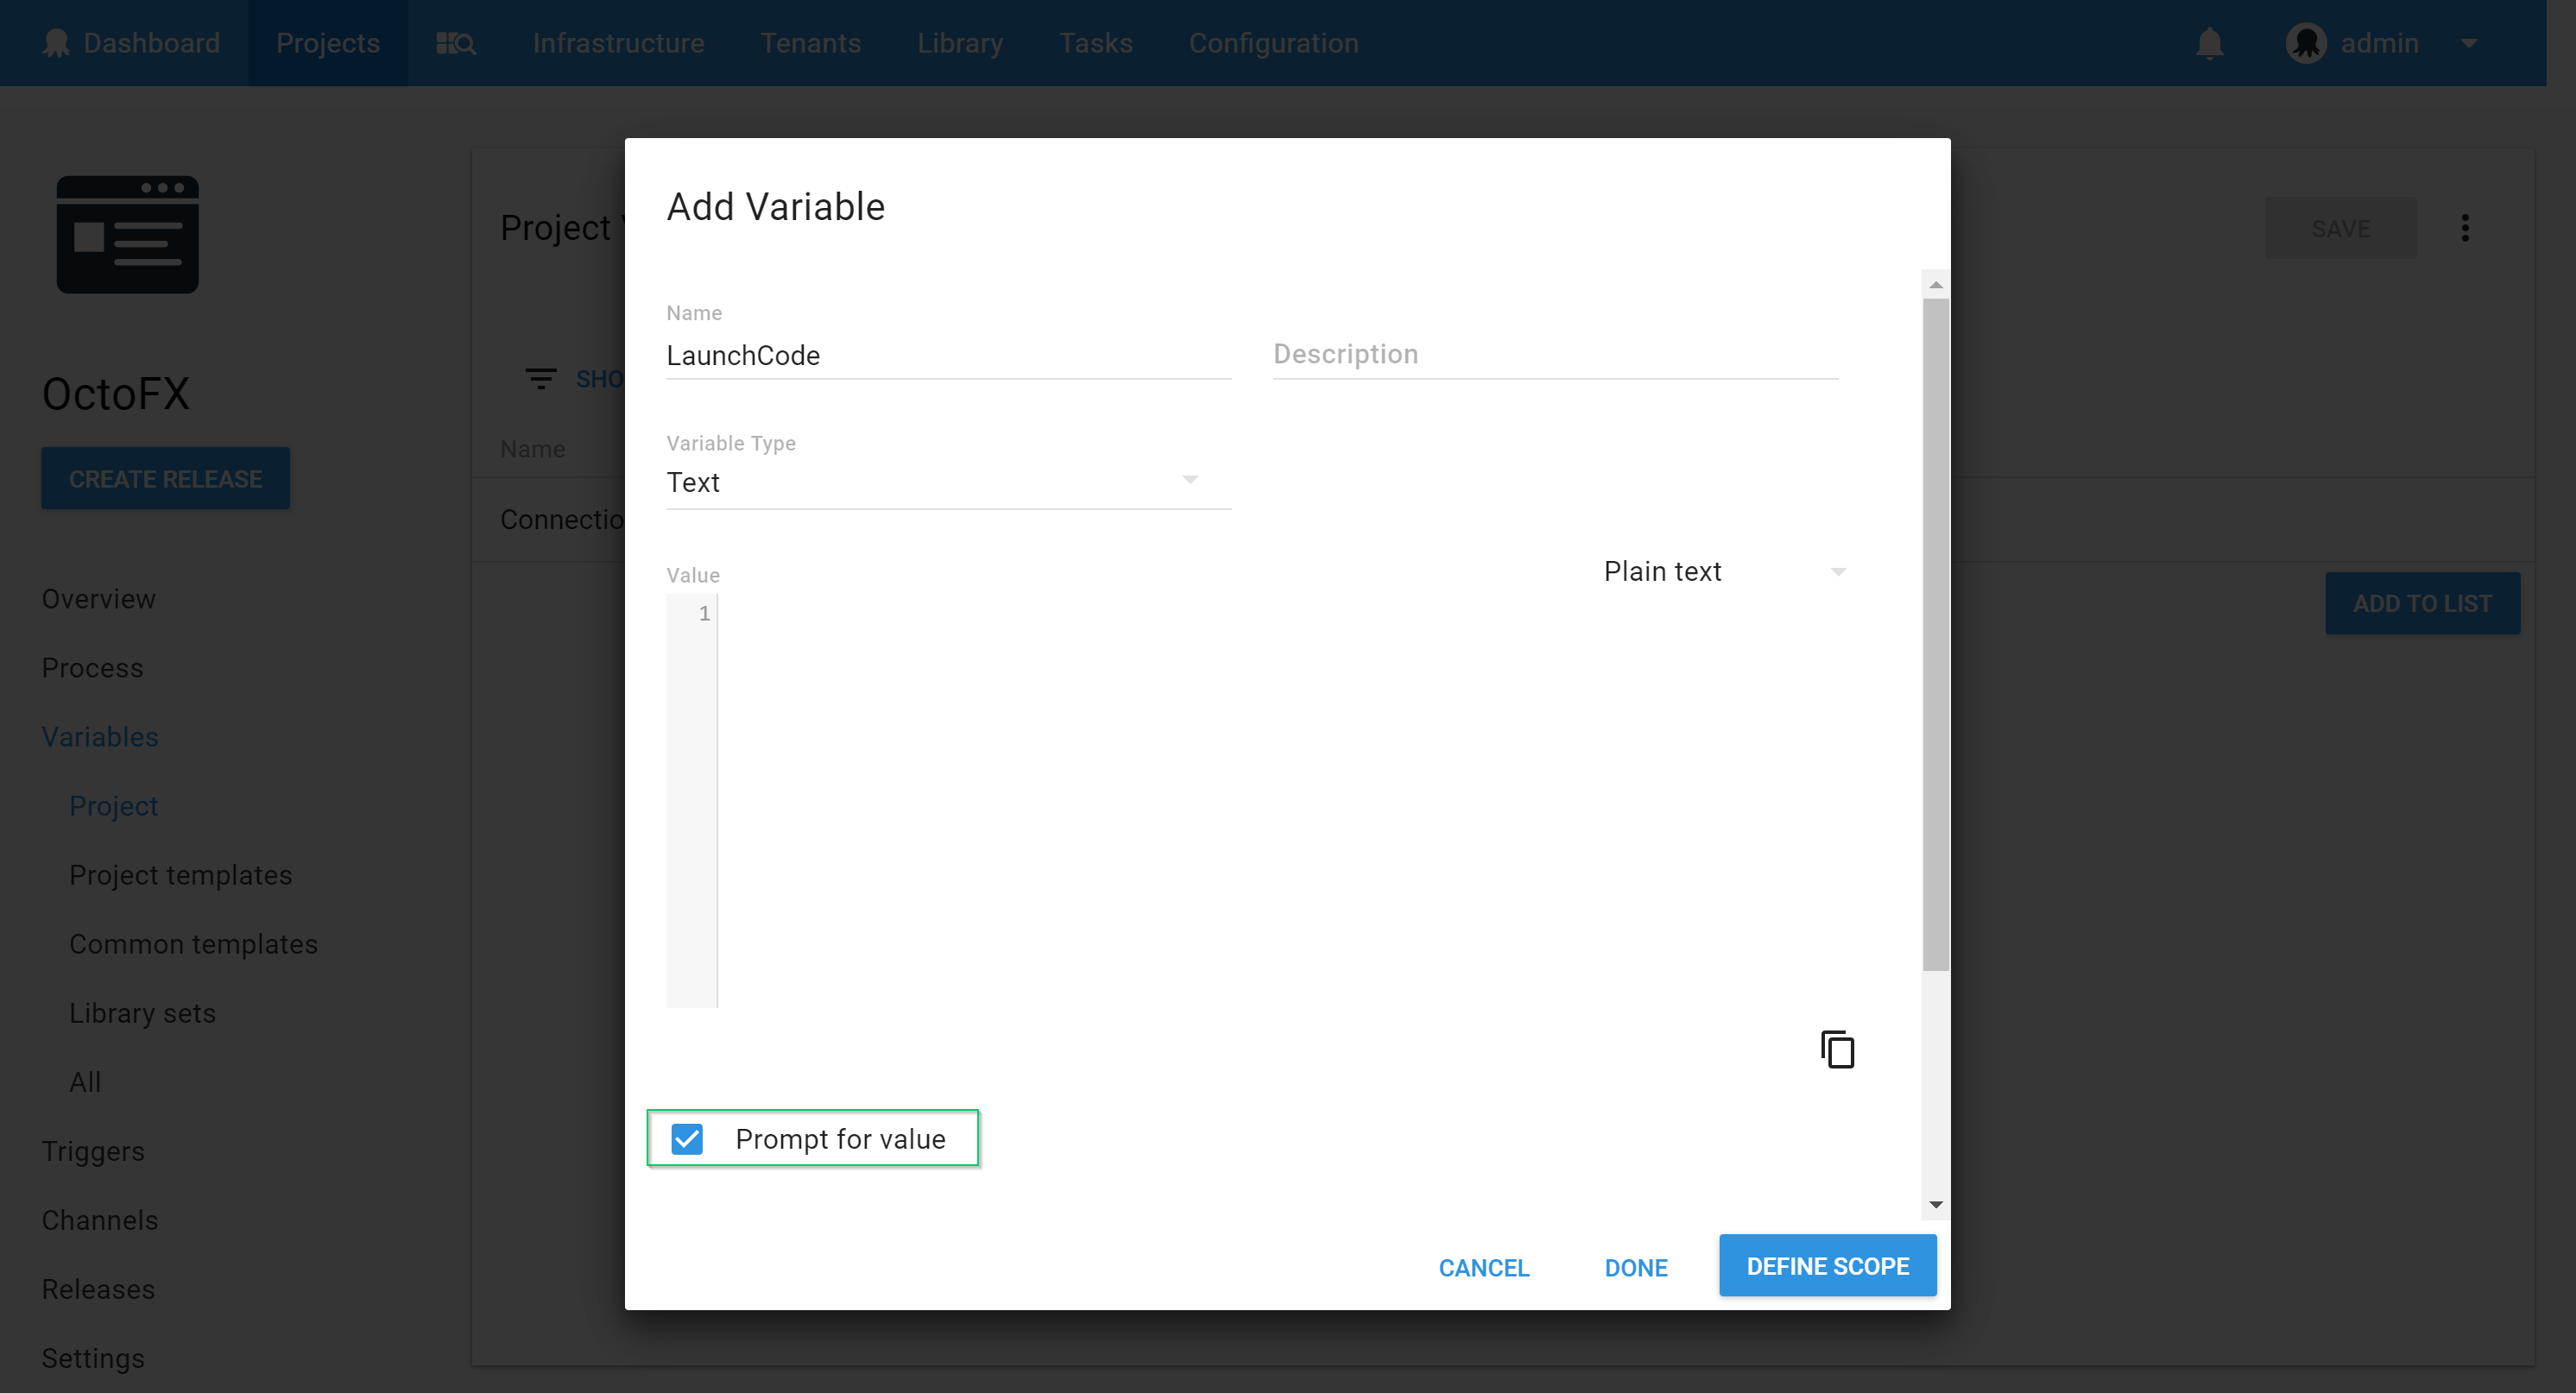 Dashboard Projects Infrastructure Tenants Library Tasks Configuration admin
OctoFX
CREATE RELEASE
Overview
Process
Variables
Project
Project templates
Common templates
Library sets
All
Triggers
Channels
Releases
Settings
Project
SAVE
SHO
Name
Connectio
ADD TO LIST
Add Variable
Name
LaunchCode
Description
Variable Type
Text
Value
Plain text
1
Prompt for value
CANCEL DONE DEFINE SCOPE